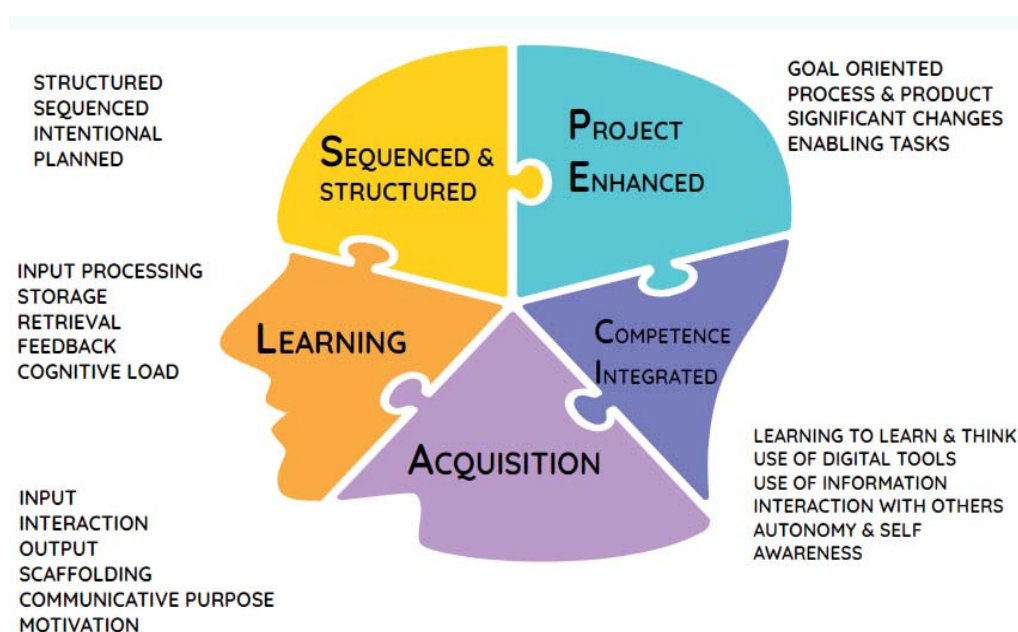 STRUCTURED
SEQUENCED
INTENTIONAL
PLANNED
SEQUENCED &
STRUCTURED
PROJECT
ENHANCED
GOAL ORIENTED
PROCESS & PRODUCT
SIGNIFICANT CHANGES
ENABLING TASKS
INPUT PROCESSING
STORAGE
RETRIEVAL
FEEDBACK
COGNITIVE LOAD
LEARNING
COMPETENCE
INTEGRATED
ACQUISITION
LEARNING TO LEARN & THINK
USE OF DIGITAL TOOLS
USE OF INFORMATION
INTERACTION WITH OTHERS
AUTONOMY & SELF
AWARENESS
INPUT
INTERACTION
OUTPUT
SCAFFOLDING
COMMUNICATIVE PURPOSE
MOTIVATION